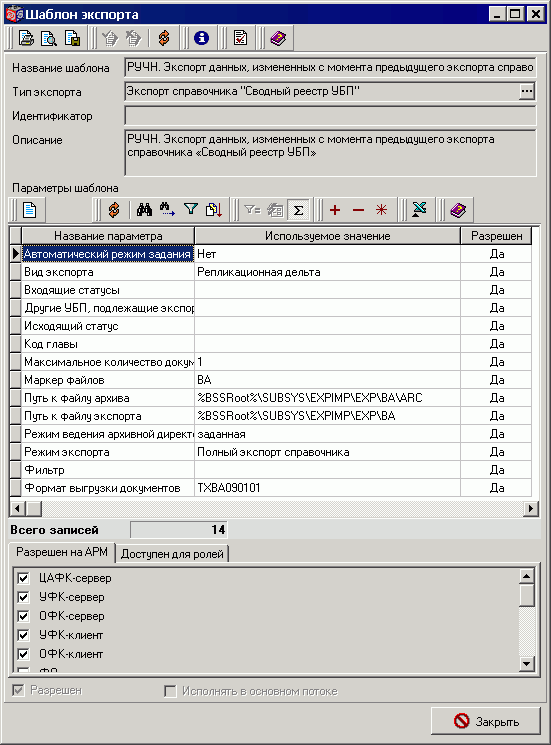 Шаблон экспорта
Название шаблона РУЧН. Экспорт данных, измененных с момента предыдущего экспорта справо
Тип экспорта Экспорт справочника "Сводный реестр УБП" ...
Идентификатор
Описание РУЧН. Экспорт данных, измененных с момента предыдущего экспорта
справочника «Сводный реестр УБП»
Параметры шаблона
Название параметра Используемое значение Разрешен
Автоматический режим задания Нет Да
Вид экспорта Репликационная дельта Да
Входящие статусы Да
Другие УБП, подлежащие экспор Да
Исходящий статус Да
Код главы Да
Максимальное количество докум 1 Да
Маркер файлов BA Да
Путь к файлу архива %BSSRoot%\SUBSYS\EXPIMP\EXP\BA\ARC Да
Путь к файлу экспорта %BSSRoot%\SUBSYS\EXPIMP\EXP\BA Да
Режим ведения архивной директ заданная Да
Режим экспорта Полный экспорт справочника Да
Фильтр Да
Формат выгрузки документов TXBA090101 Да
Всего записей 14
Разрешен на АРМ Доступен для ролей
ЦАФК-сервер
УФК-сервер
ОФК-сервер
УФК-клиент
ОФК-клиент
Разрешен Исполнять в основном потоке
Закрыть